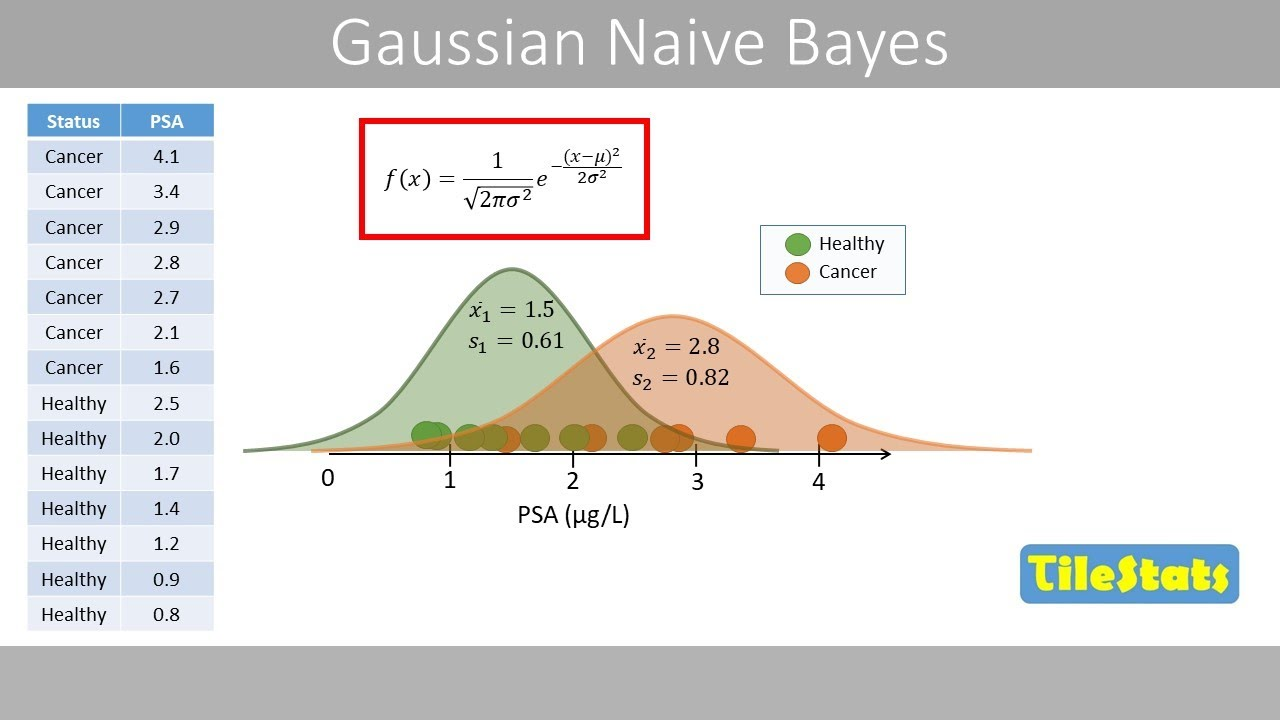 Gaussian Naive Bayes
Status PSA
Cancer 4.1
Cancer 3.4
Cancer 2.9
Cancer 2.8
Cancer 2.7
Cancer 2.1
Cancer 1.6
Healthy 2.5
Healthy 2.0
Healthy 1.7
Healthy 1.4
Healthy 1.2
Healthy 0.9
Healthy 0.8
f(x) = 1/√(2πσ²) e^(−(x−μ)²/(2σ²))
Healthy
Cancer
ẋ₁ = 1.5
s₁ = 0.61
ẋ₂ = 2.8
s₂ = 0.82
0 1 2 3 4
PSA (µg/L)
TileStats